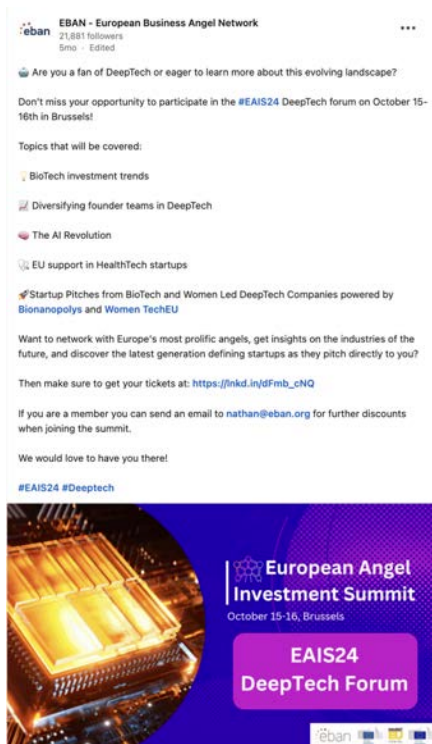 eban
EBAN - European Business Angel Network
21,881 followers
5mo · Edited
🤖 Are you a fan of DeepTech or eager to learn more about this evolving landscape?
Don't miss your opportunity to participate in the #EAIS24 DeepTech forum on October 15-
16th in Brussels!
Topics that will be covered:
💡BioTech investment trends
📈 Diversifying founder teams in DeepTech
🧠 The AI Revolution
🩺 EU support in HealthTech startups
🚀Startup Pitches from BioTech and Women Led DeepTech Companies powered by
Bionanopolys and Women TechEU
Want to network with Europe's most prolific angels, get insights on the industries of the
future, and discover the latest generation defining startups as they pitch directly to you?
Then make sure to get your tickets at: https://lnkd.in/dFmb_cNQ
If you are a member you can send an email to nathan@eban.org for further discounts
when joining the summit.
We would love to have you there!
#EAIS24 #Deeptech
European Angel
Investment Summit
October 15-16, Brussels
EAIS24
DeepTech Forum
eban